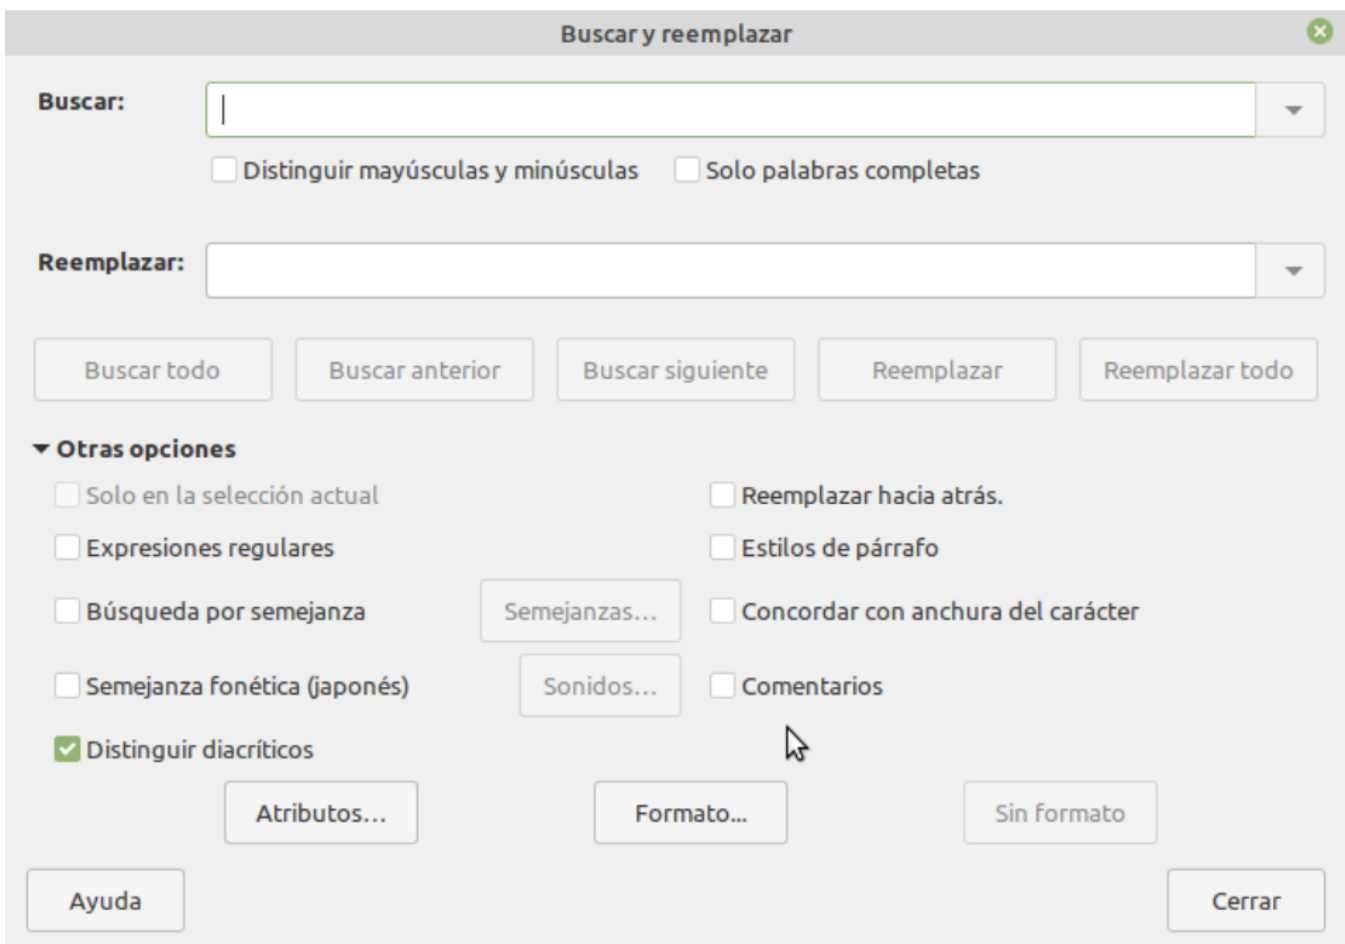 Buscar y reemplazar
Buscar:
Distinguir mayúsculas y minúsculas Solo palabras completas
Reemplazar:
Buscar todo Buscar anterior Buscar siguiente Reemplazar Reemplazar todo
Otras opciones
Solo en la selección actual Reemplazar hacia atrás.
Expresiones regulares Estilos de párrafo
Búsqueda por semejanza Semejanzas... Concordar con anchura del carácter
Semejanza fonética (japonés) Sonidos... Comentarios
Distinguir diacríticos
Atributos... Formato... Sin formato
Ayuda Cerrar